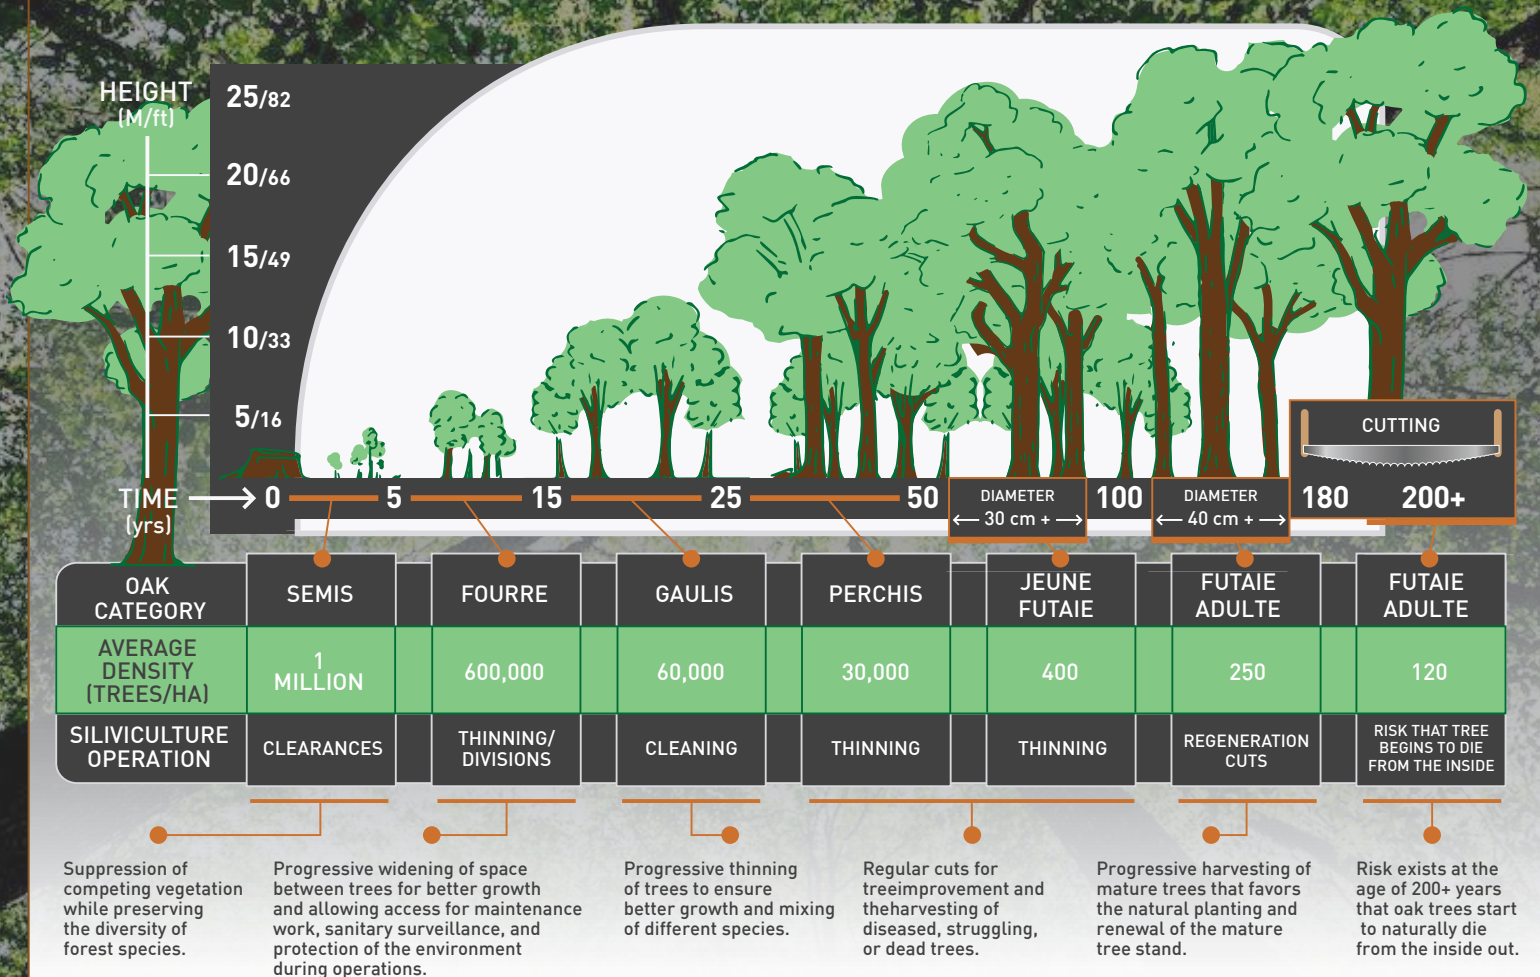 HEIGHT
(M/ft)
25/82
20/66
15/49
10/33
5/16
TIME
(yrs)
0
5
15
25
50
DIAMETER
30 cm +
100
DIAMETER
40 cm +
CUTTING
180
200+
OAK
CATEGORY
SEMIS
FOURRE
GAULIS
PERCHIS
JEUNE
FUTAIE
FUTAIE
ADULTE
FUTAIE
ADULTE
AVERAGE
DENSITY
(TREES/HA)
1
MILLION
600,000
60,000
30,000
400
250
120
SILIVICULTURE
OPERATION
CLEARANCES
THINNING/
DIVISIONS
CLEANING
THINNING
THINNING
REGENERATION
CUTS
RISK THAT TREE
BEGINS TO DIE
FROM THE INSIDE
Suppression of
competing vegetation
while preserving
the diversity of
forest species.
Progressive widening of space
between trees for better growth
and allowing access for maintenance
work, sanitary surveillance, and
protection of the environment
during operations.
Progressive thinning
of trees to ensure
better growth and mixing
of different species.
Regular cuts for
treeimprovement and
theharvesting of
diseased, struggling,
or dead trees.
Progressive harvesting of
mature trees that favors
the natural planting and
renewal of the mature
tree stand.
Risk exists at the
age of 200+ years
that oak trees start
to naturally die
from the inside out.